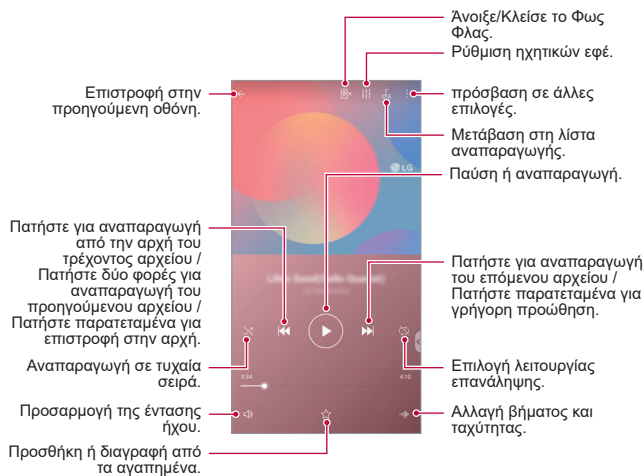 Άνοιξε/Κλείσε το Φως
Φλας.
Ρύθμιση ηχητικών εφέ.
Επιστροφή στην
προηγούμενη οθόνη.
πρόσβαση σε άλλες
επιλογές.
Μετάβαση στη λίστα
αναπαραγωγής.
LG
Παύση ή αναπαραγωγή.
Πατήστε για αναπαραγωγή
από την αρχή του
τρέχοντος αρχείου /
Πατήστε δύο φορές για
αναπαραγωγή του
προηγούμενου αρχείου /
Πατήστε παρατεταμένα για
επιστροφή στην αρχή.
Πατήστε για αναπαραγωγή
του επόμενου αρχείου /
Πατήστε παρατεταμένα για
γρήγορη προώθηση.
Αναπαραγωγή σε τυχαία
σειρά.
Επιλογή λειτουργίας
επανάληψης.
0:34
4:10
Προσαρμογή της έντασης
ήχου.
Αλλαγή βήματος και
ταχύτητας.
Προσθήκη ή διαγραφή από
τα αγαπημένα.